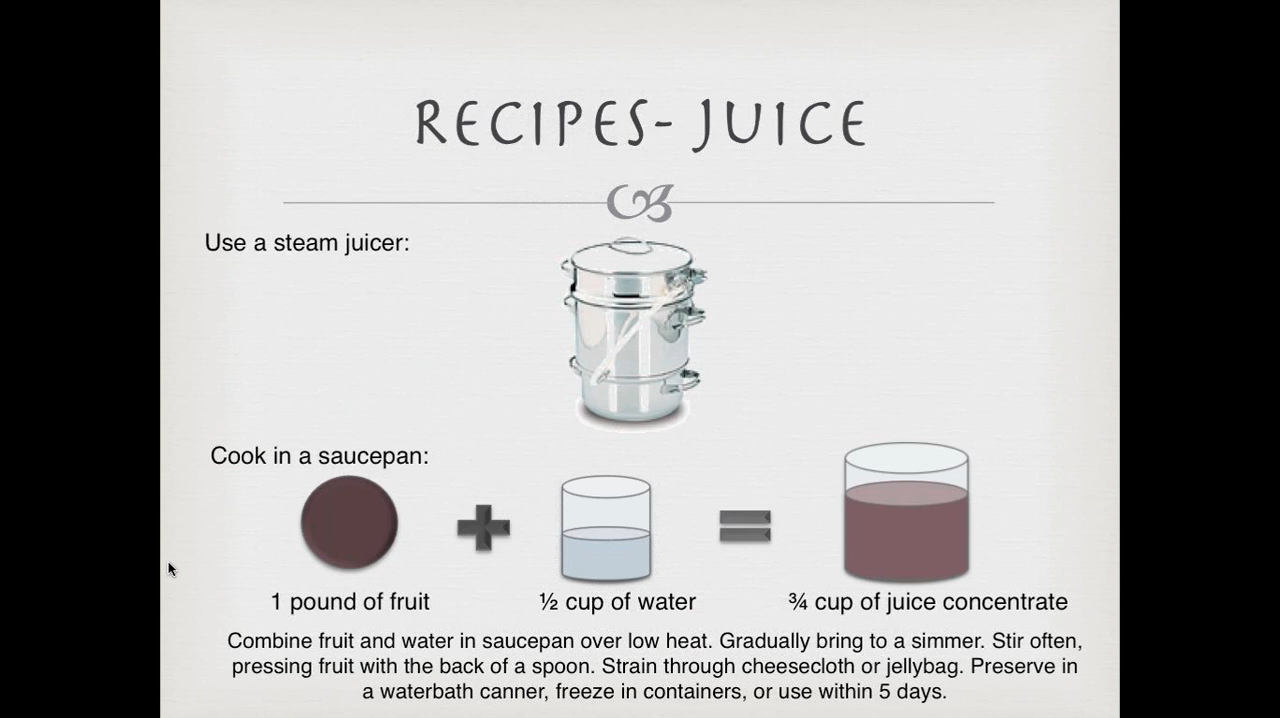 RECIPES- JUICE
Use a steam juicer:
Cook in a saucepan:
1 pound of fruit
½ cup of water
¾ cup of juice concentrate
Combine fruit and water in saucepan over low heat. Gradually bring to a simmer. Stir often,
pressing fruit with the back of a spoon. Strain through cheesecloth or jellybag. Preserve in
a waterbath canner, freeze in containers, or use within 5 days.